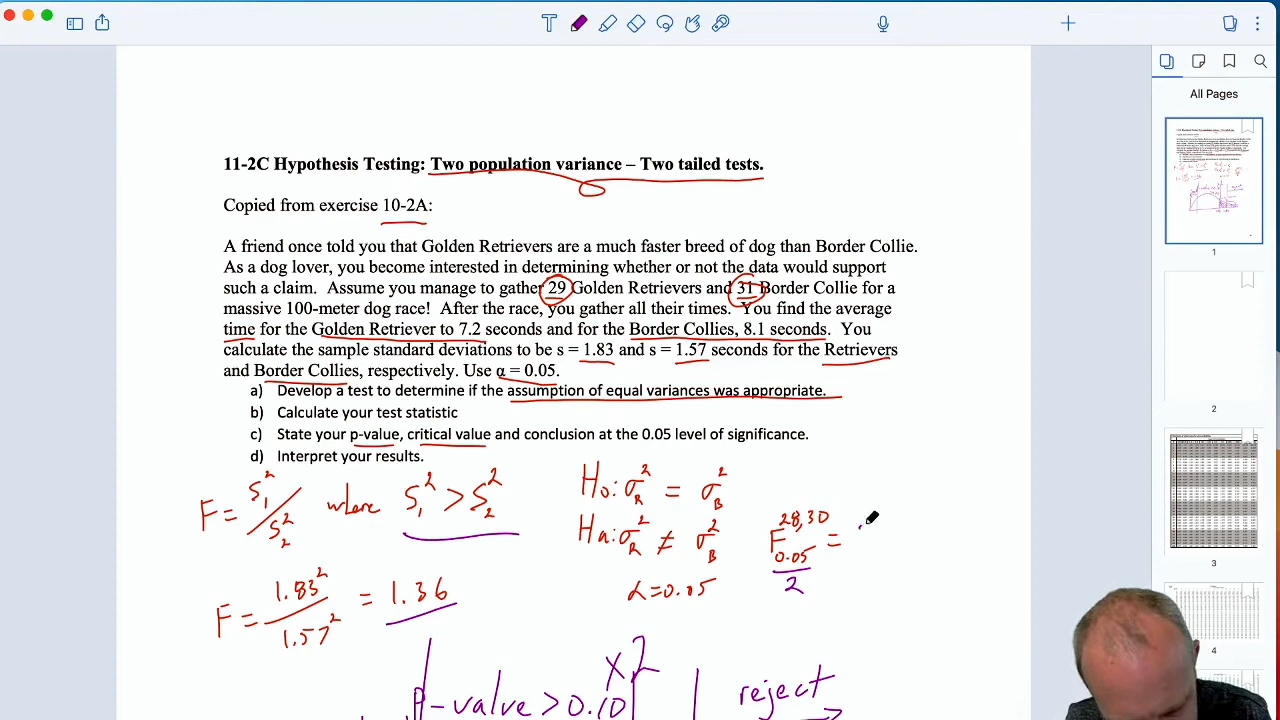 All Pages
11-2C Hypothesis Testing: Two population variance – Two tailed tests.
Copied from exercise 10-2A:
A friend once told you that Golden Retrievers are a much faster breed of dog than Border Collie.
As a dog lover, you become interested in determining whether or not the data would support
such a claim.  Assume you manage to gather 29 Golden Retrievers and 31 Border Collie for a
massive 100-meter dog race!  After the race, you gather all their times.  You find the average
time for the Golden Retriever to 7.2 seconds and for the Border Collies, 8.1 seconds.  You
calculate the sample standard deviations to be s = 1.83 and s = 1.57 seconds for the Retrievers
and Border Collies, respectively. Use α = 0.05.
a) Develop a test to determine if the assumption of equal variances was appropriate.
b) Calculate your test statistic
c) State your p-value, critical value and conclusion at the 0.05 level of significance.
d) Interpret your results.
F = S₁²/S₂² where S₁² > S₂²
H₀: σ_R² = σ_B²
Ha: σ_R² ≠ σ_B²
α = 0.05
F 28,30 0.05/2 =
F = 1.83²/1.57² = 1.36
x2
P-value > 0.10
reject
1
2
3
4